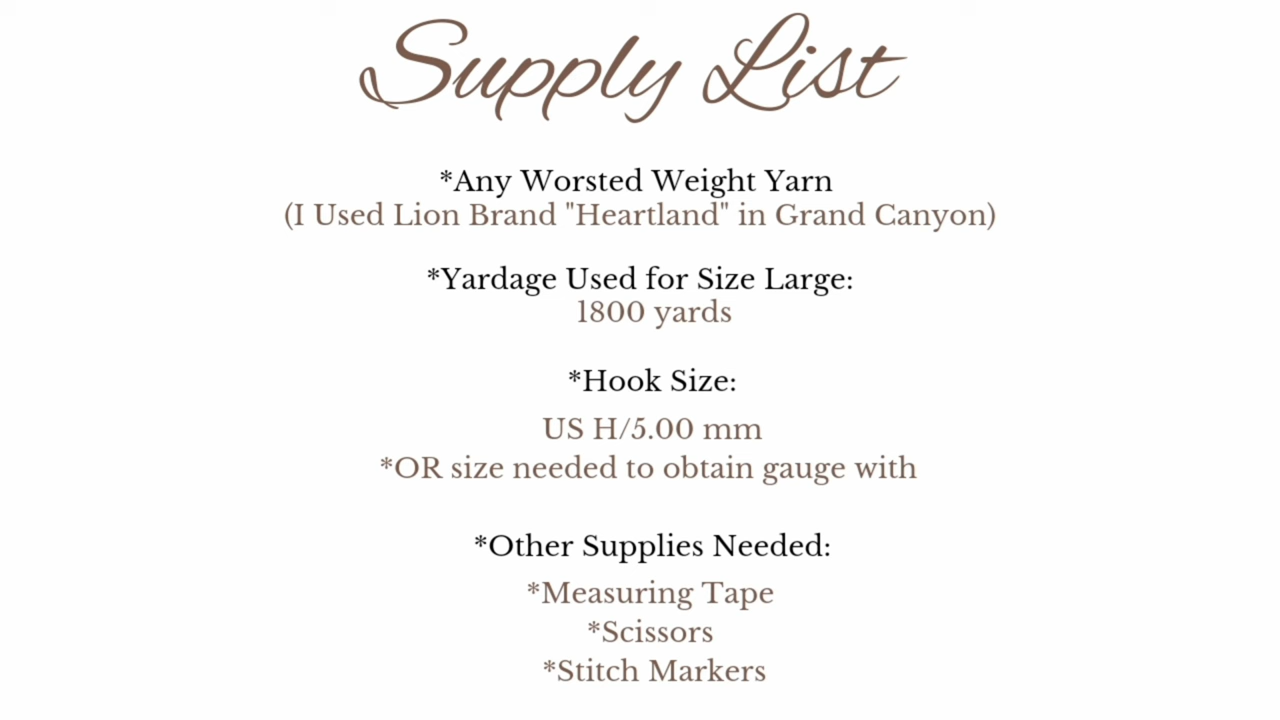 Supply List
*Any Worsted Weight Yarn
(I Used Lion Brand "Heartland" in Grand Canyon)
*Yardage Used for Size Large:
1800 yards
*Hook Size:
US H/5.00 mm
*OR size needed to obtain gauge with
*Other Supplies Needed:
*Measuring Tape
*Scissors
*Stitch Markers